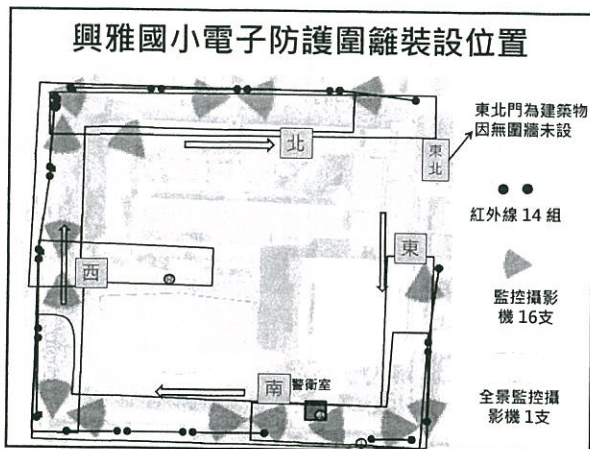 興雅國小電子防護圍籬裝設位置
東北門為建築物
因無圍牆未設
北
東北
紅外線 14 組
東
西
監控攝影
機 16支
南
警衛室
全景監控攝
影機 1支